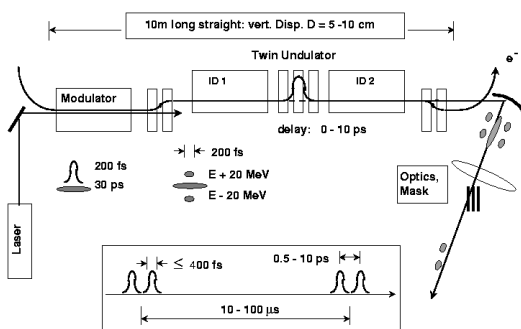 10m long straight: vert. Disp. D = 5 -10 cm
Twin Undulator
e⁻
Modulator
ID 1
ID 2
delay: 0 - 10 ps
200 fs
30 ps
200 fs
E + 20 MeV
E - 20 MeV
Optics,
Mask
Laser
≤ 400 fs
0.5 - 10 ps
10 - 100 µs